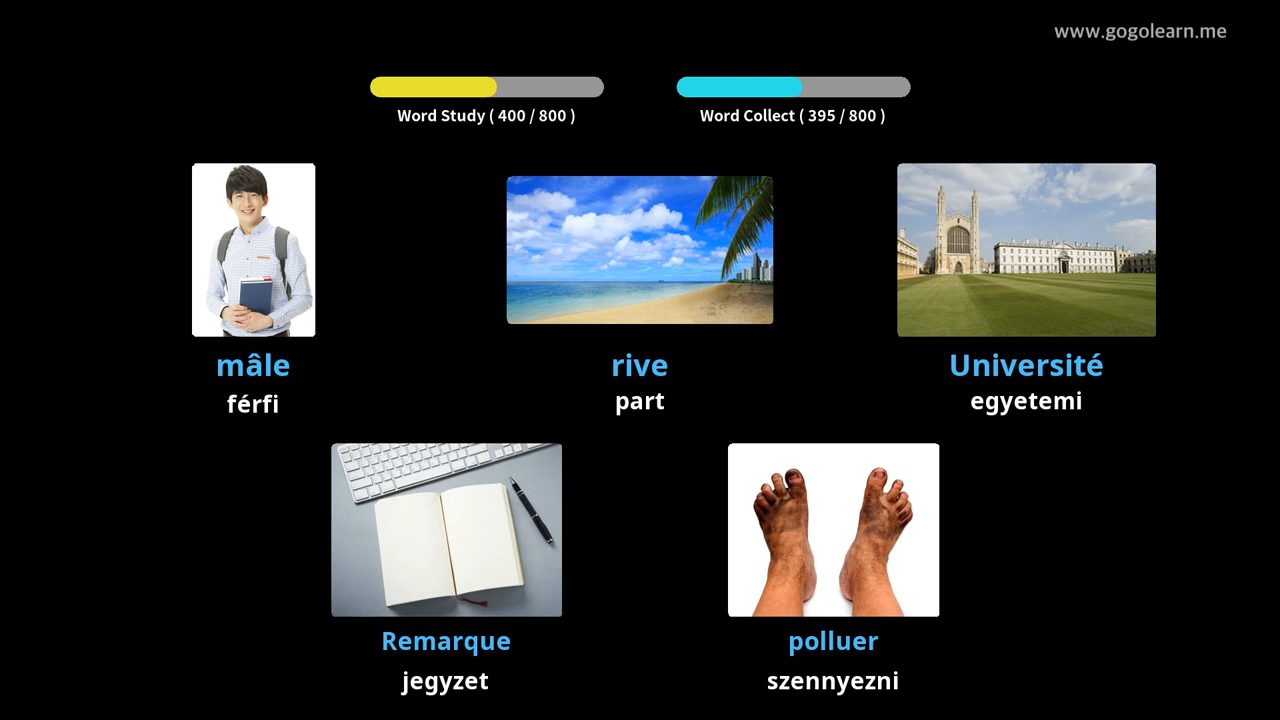 www.gogolearn.me
Word Study ( 400 / 800 )
Word Collect ( 395 / 800 )
mâle
férfi
rive
part
Université
egyetemi
Remarque
jegyzet
polluer
szennyezni